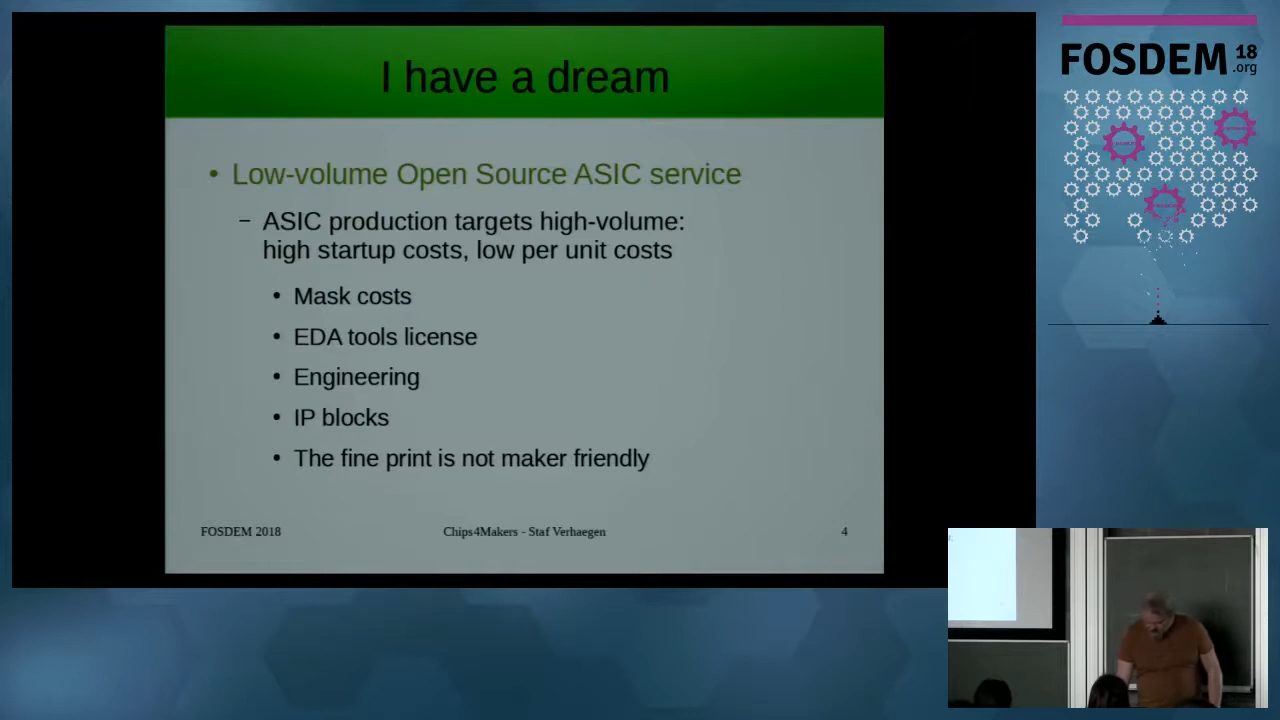 I have a dream
• Low-volume Open Source ASIC service
– ASIC production targets high-volume:
high startup costs, low per unit costs
• Mask costs
• EDA tools license
• Engineering
• IP blocks
• The fine print is not maker friendly
FOSDEM 2018
Chips4Makers - Staf Verhaegen
4
FOSDEM 18
.org